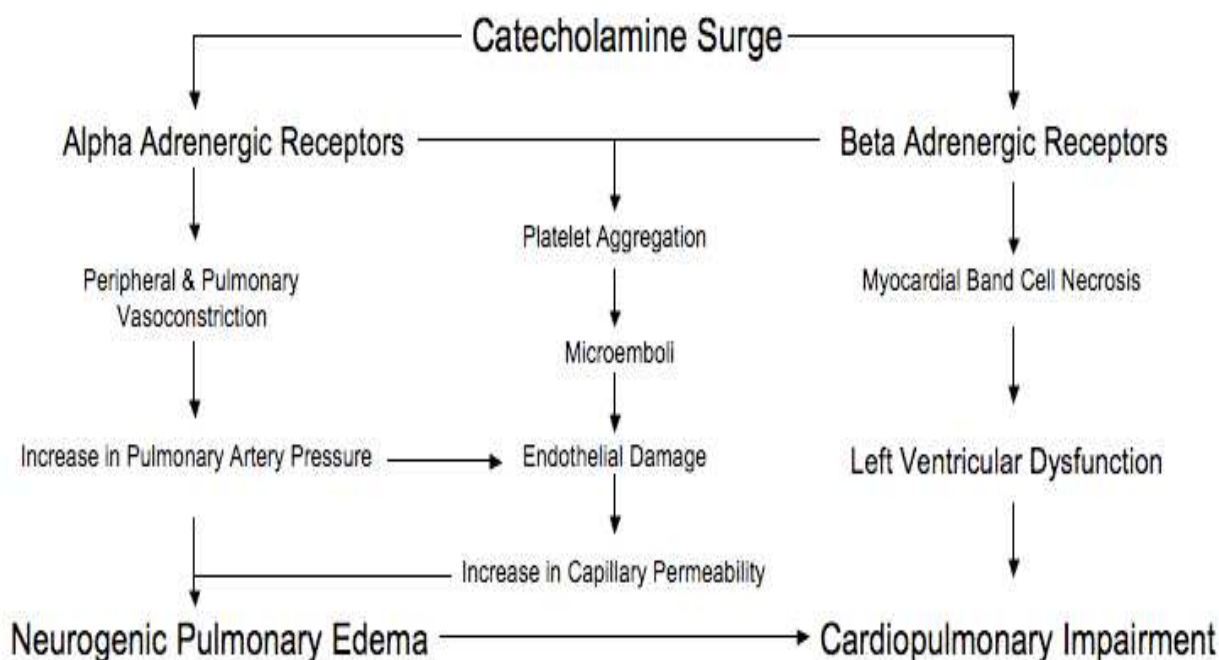 Catecholamine Surge
Alpha Adrenergic Receptors
Beta Adrenergic Receptors
Platelet Aggregation
Peripheral & Pulmonary
Vasoconstriction
Myocardial Band Cell Necrosis
Microemboli
Increase in Pulmonary Artery Pressure
Endothelial Damage
Left Ventricular Dysfunction
Increase in Capillary Permeability
Neurogenic Pulmonary Edema
Cardiopulmonary Impairment